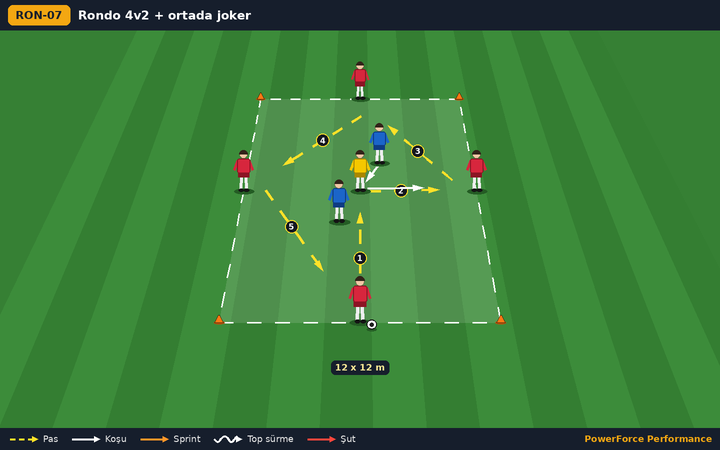 RON-07 Rondo 4v2 + ortada joker
4
3
2
5
1
12 x 12 m
Pas Koşu Sprint Top sürme Şut PowerForce Performance